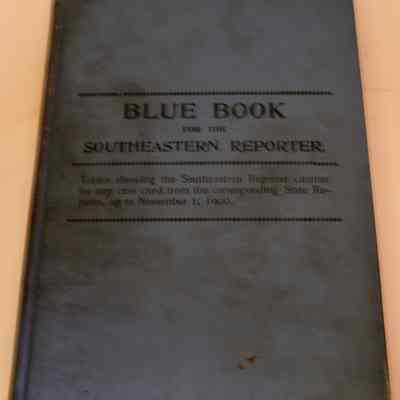 BLUE BOOK
FOR THE
SOUTHEASTERN REPORTER.
Tables showing the Southeastern Reporter citation
for any case cited from the corresponding State Re-
ports, up to November 1, 1900.